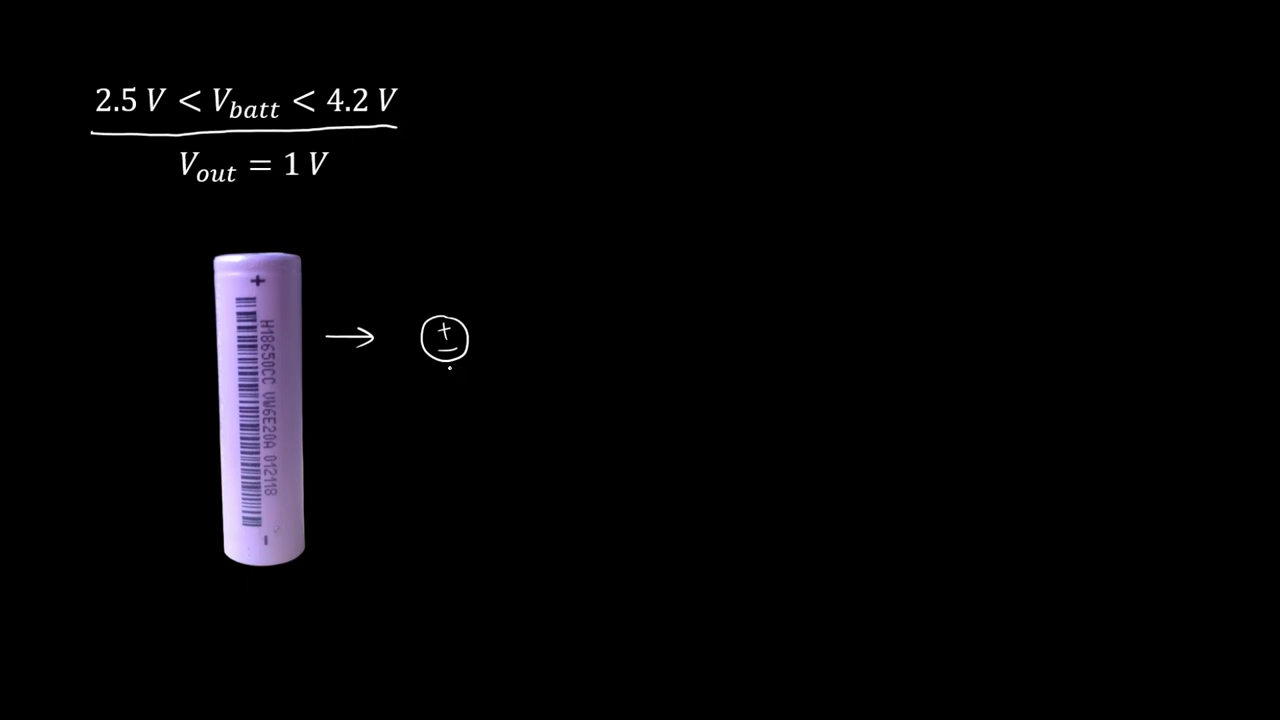 2.5 V < V_batt < 4.2 V
V_out = 1 V
+
H18650CC VW6E20A 012118
-
+
−